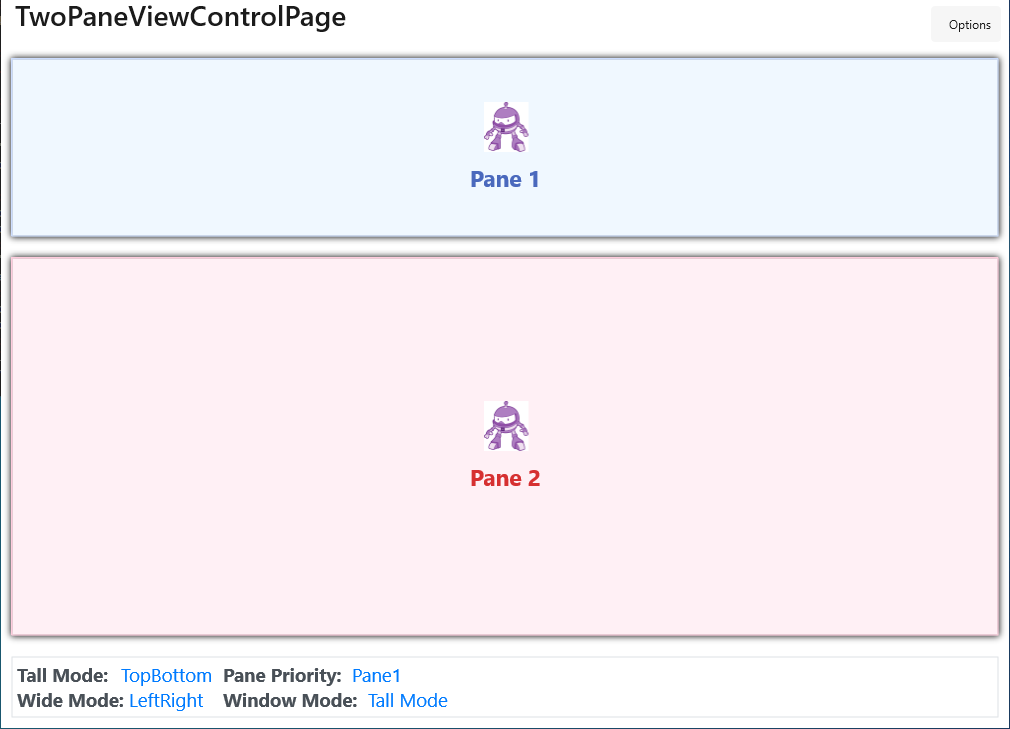 TwoPaneViewControlPage
Options
Pane 1
Pane 2
Tall Mode: TopBottom Pane Priority: Pane1
Wide Mode: LeftRight Window Mode: Tall Mode